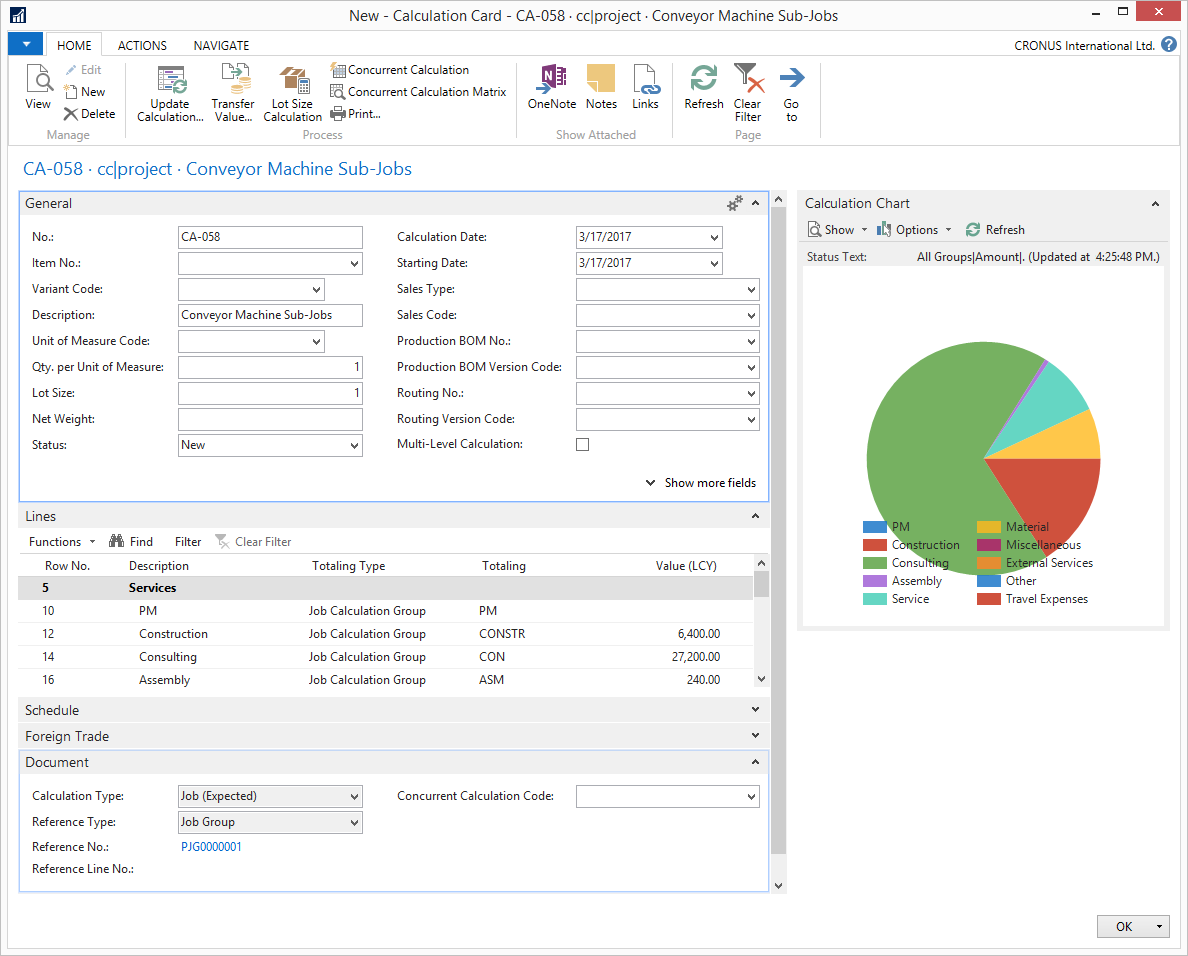 New - Calculation Card - CA-058 · cc|project · Conveyor Machine Sub-Jobs
HOME ACTIONS NAVIGATE CRONUS International Ltd. ?
View
Edit
New
Delete
Manage
Update Calculation...
Transfer Value...
Lot Size Calculation
Concurrent Calculation
Concurrent Calculation Matrix
Print...
Process
OneNote
Notes
Links
Show Attached
Refresh
Clear Filter
Go to
Page
CA-058 · cc|project · Conveyor Machine Sub-Jobs
General
No.: CA-058
Item No.:
Variant Code:
Description: Conveyor Machine Sub-Jobs
Unit of Measure Code:
Qty. per Unit of Measure: 1
Lot Size: 1
Net Weight:
Status: New
Calculation Date: 3/17/2017
Starting Date: 3/17/2017
Sales Type:
Sales Code:
Production BOM No.:
Production BOM Version Code:
Routing No.:
Routing Version Code:
Multi-Level Calculation:
Show more fields
Lines
Functions Find Filter Clear Filter
Row No. Description Totaling Type Totaling Value (LCY)
5 Services
10 PM Job Calculation Group PM
12 Construction Job Calculation Group CONSTR 6,400.00
14 Consulting Job Calculation Group CON 27,200.00
16 Assembly Job Calculation Group ASM 240.00
Schedule
Foreign Trade
Document
Calculation Type: Job (Expected)
Reference Type: Job Group
Reference No.: PJG0000001
Reference Line No.:
Concurrent Calculation Code:
Calculation Chart
Show Options Refresh
Status Text: All Groups|Amount|. (Updated at 4:25:48 PM.)
PM Material
Construction Miscellaneous
Consulting External Services
Assembly Other
Service Travel Expenses
OK